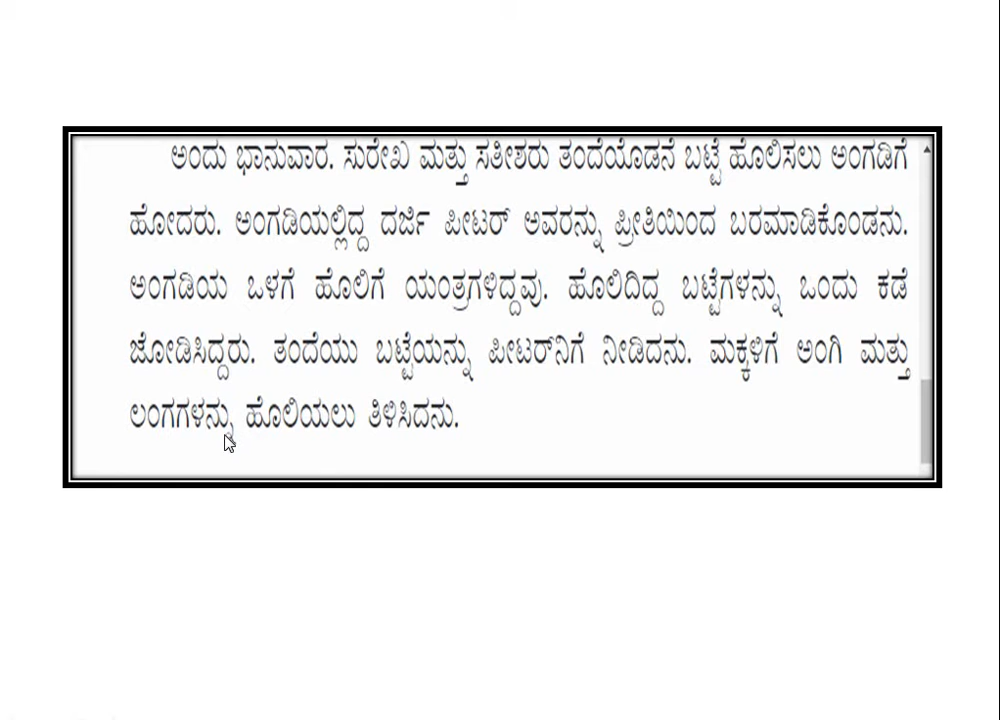 ಅಂದು ಭಾನುವಾರ. ಸುರೇಖ ಮತ್ತು ಸತೀಶರು ತಂದೆಯೊಡನೆ ಬಟ್ಟೆ ಹೊಲಿಸಲು ಅಂಗಡಿಗೆ
ಹೋದರು. ಅಂಗಡಿಯಲ್ಲಿದ್ದ ದರ್ಜಿ ಪೀಟರ್ ಅವರನ್ನು ಪ್ರೀತಿಯಿಂದ ಬರಮಾಡಿಕೊಂಡನು.
ಅಂಗಡಿಯ ಒಳಗೆ ಹೊಲಿಗೆ ಯಂತ್ರಗಳಿದ್ದವು. ಹೊಲಿದಿದ್ದ ಬಟ್ಟೆಗಳನ್ನು ಒಂದು ಕಡೆ
ಜೋಡಿಸಿದ್ದರು. ತಂದೆಯು ಬಟ್ಟೆಯನ್ನು ಪೀಟರ್‌ನಿಗೆ ನೀಡಿದನು. ಮಕ್ಕಳಿಗೆ ಅಂಗಿ ಮತ್ತು
ಲಂಗಗಳನ್ನು ಹೊಲಿಯಲು ತಿಳಿಸಿದನು.